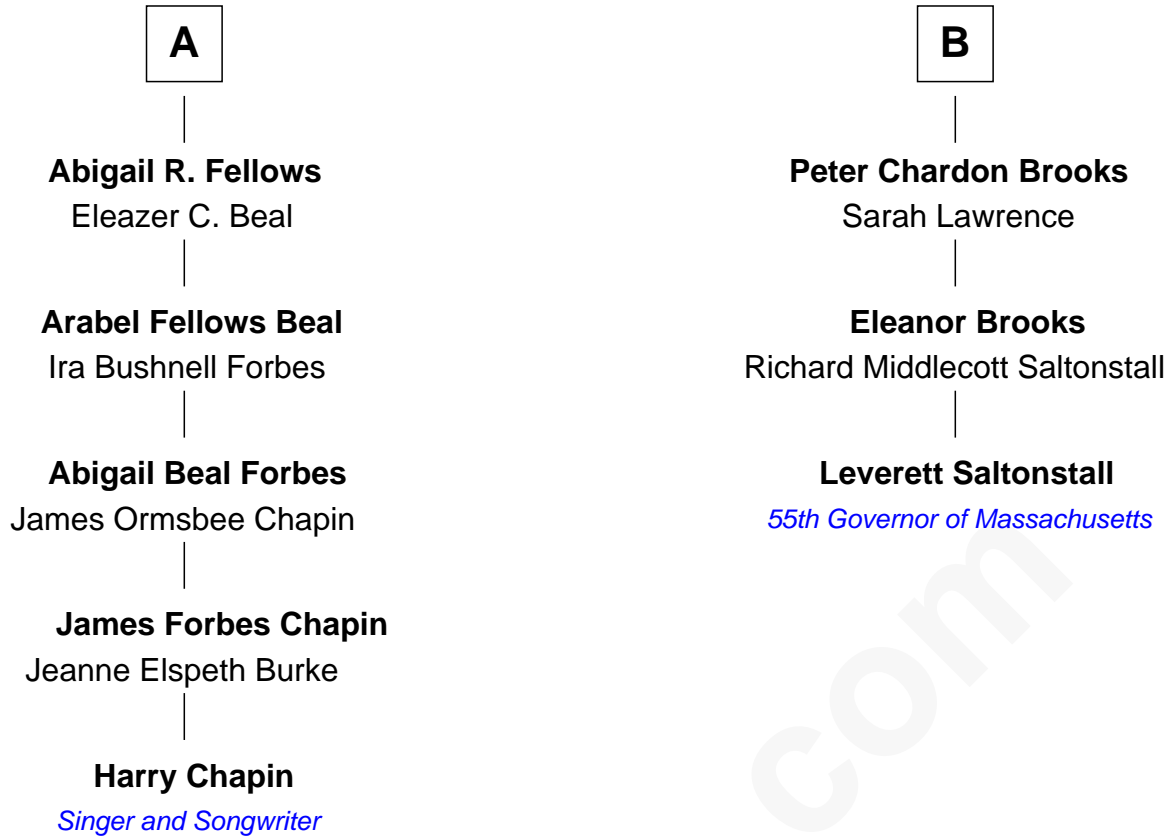 A
Abigail R. Fellows
Eleazer C. Beal
Arabel Fellows Beal
Ira Bushnell Forbes
Abigail Beal Forbes
James Ormsbee Chapin
James Forbes Chapin
Jeanne Elspeth Burke
Harry Chapin
Singer and Songwriter
B
Peter Chardon Brooks
Sarah Lawrence
Eleanor Brooks
Richard Middlecott Saltonstall
Leverett Saltonstall
55th Governor of Massachusetts
com